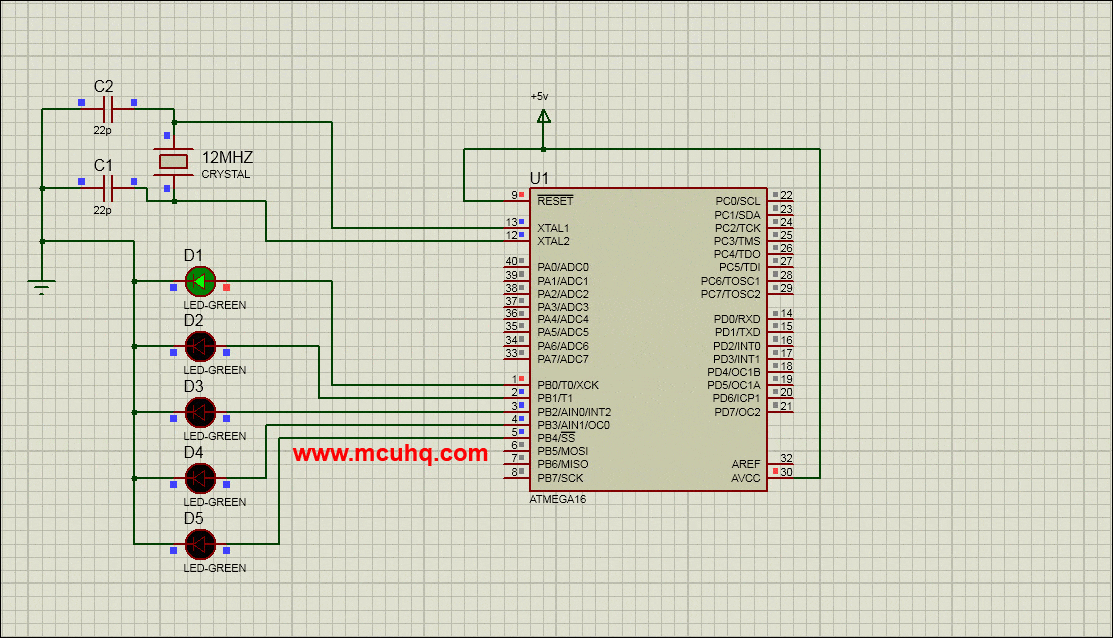 C2
22p
C1
22p
12MHZ
CRYSTAL
+5v
U1
9 RESET
13 XTAL1
12 XTAL2
40 PA0/ADC0
39 PA1/ADC1
38 PA2/ADC2
37 PA3/ADC3
36 PA4/ADC4
35 PA5/ADC5
34 PA6/ADC6
33 PA7/ADC7
1 PB0/T0/XCK
2 PB1/T1
3 PB2/AIN0/INT2
4 PB3/AIN1/OC0
5 PB4/SS
6 PB5/MOSI
7 PB6/MISO
8 PB7/SCK
PC0/SCL 22
PC1/SDA 23
PC2/TCK 24
PC3/TMS 25
PC4/TDO 26
PC5/TDI 27
PC6/TOSC1 28
PC7/TOSC2 29
PD0/RXD 14
PD1/TXD 15
PD2/INT0 16
PD3/INT1 17
PD4/OC1B 18
PD5/OC1A 19
PD6/ICP1 20
PD7/OC2 21
AREF 32
AVCC 30
ATMEGA16
D1
LED-GREEN
D2
LED-GREEN
D3
LED-GREEN
D4
LED-GREEN
D5
LED-GREEN
www.mcuhq.com